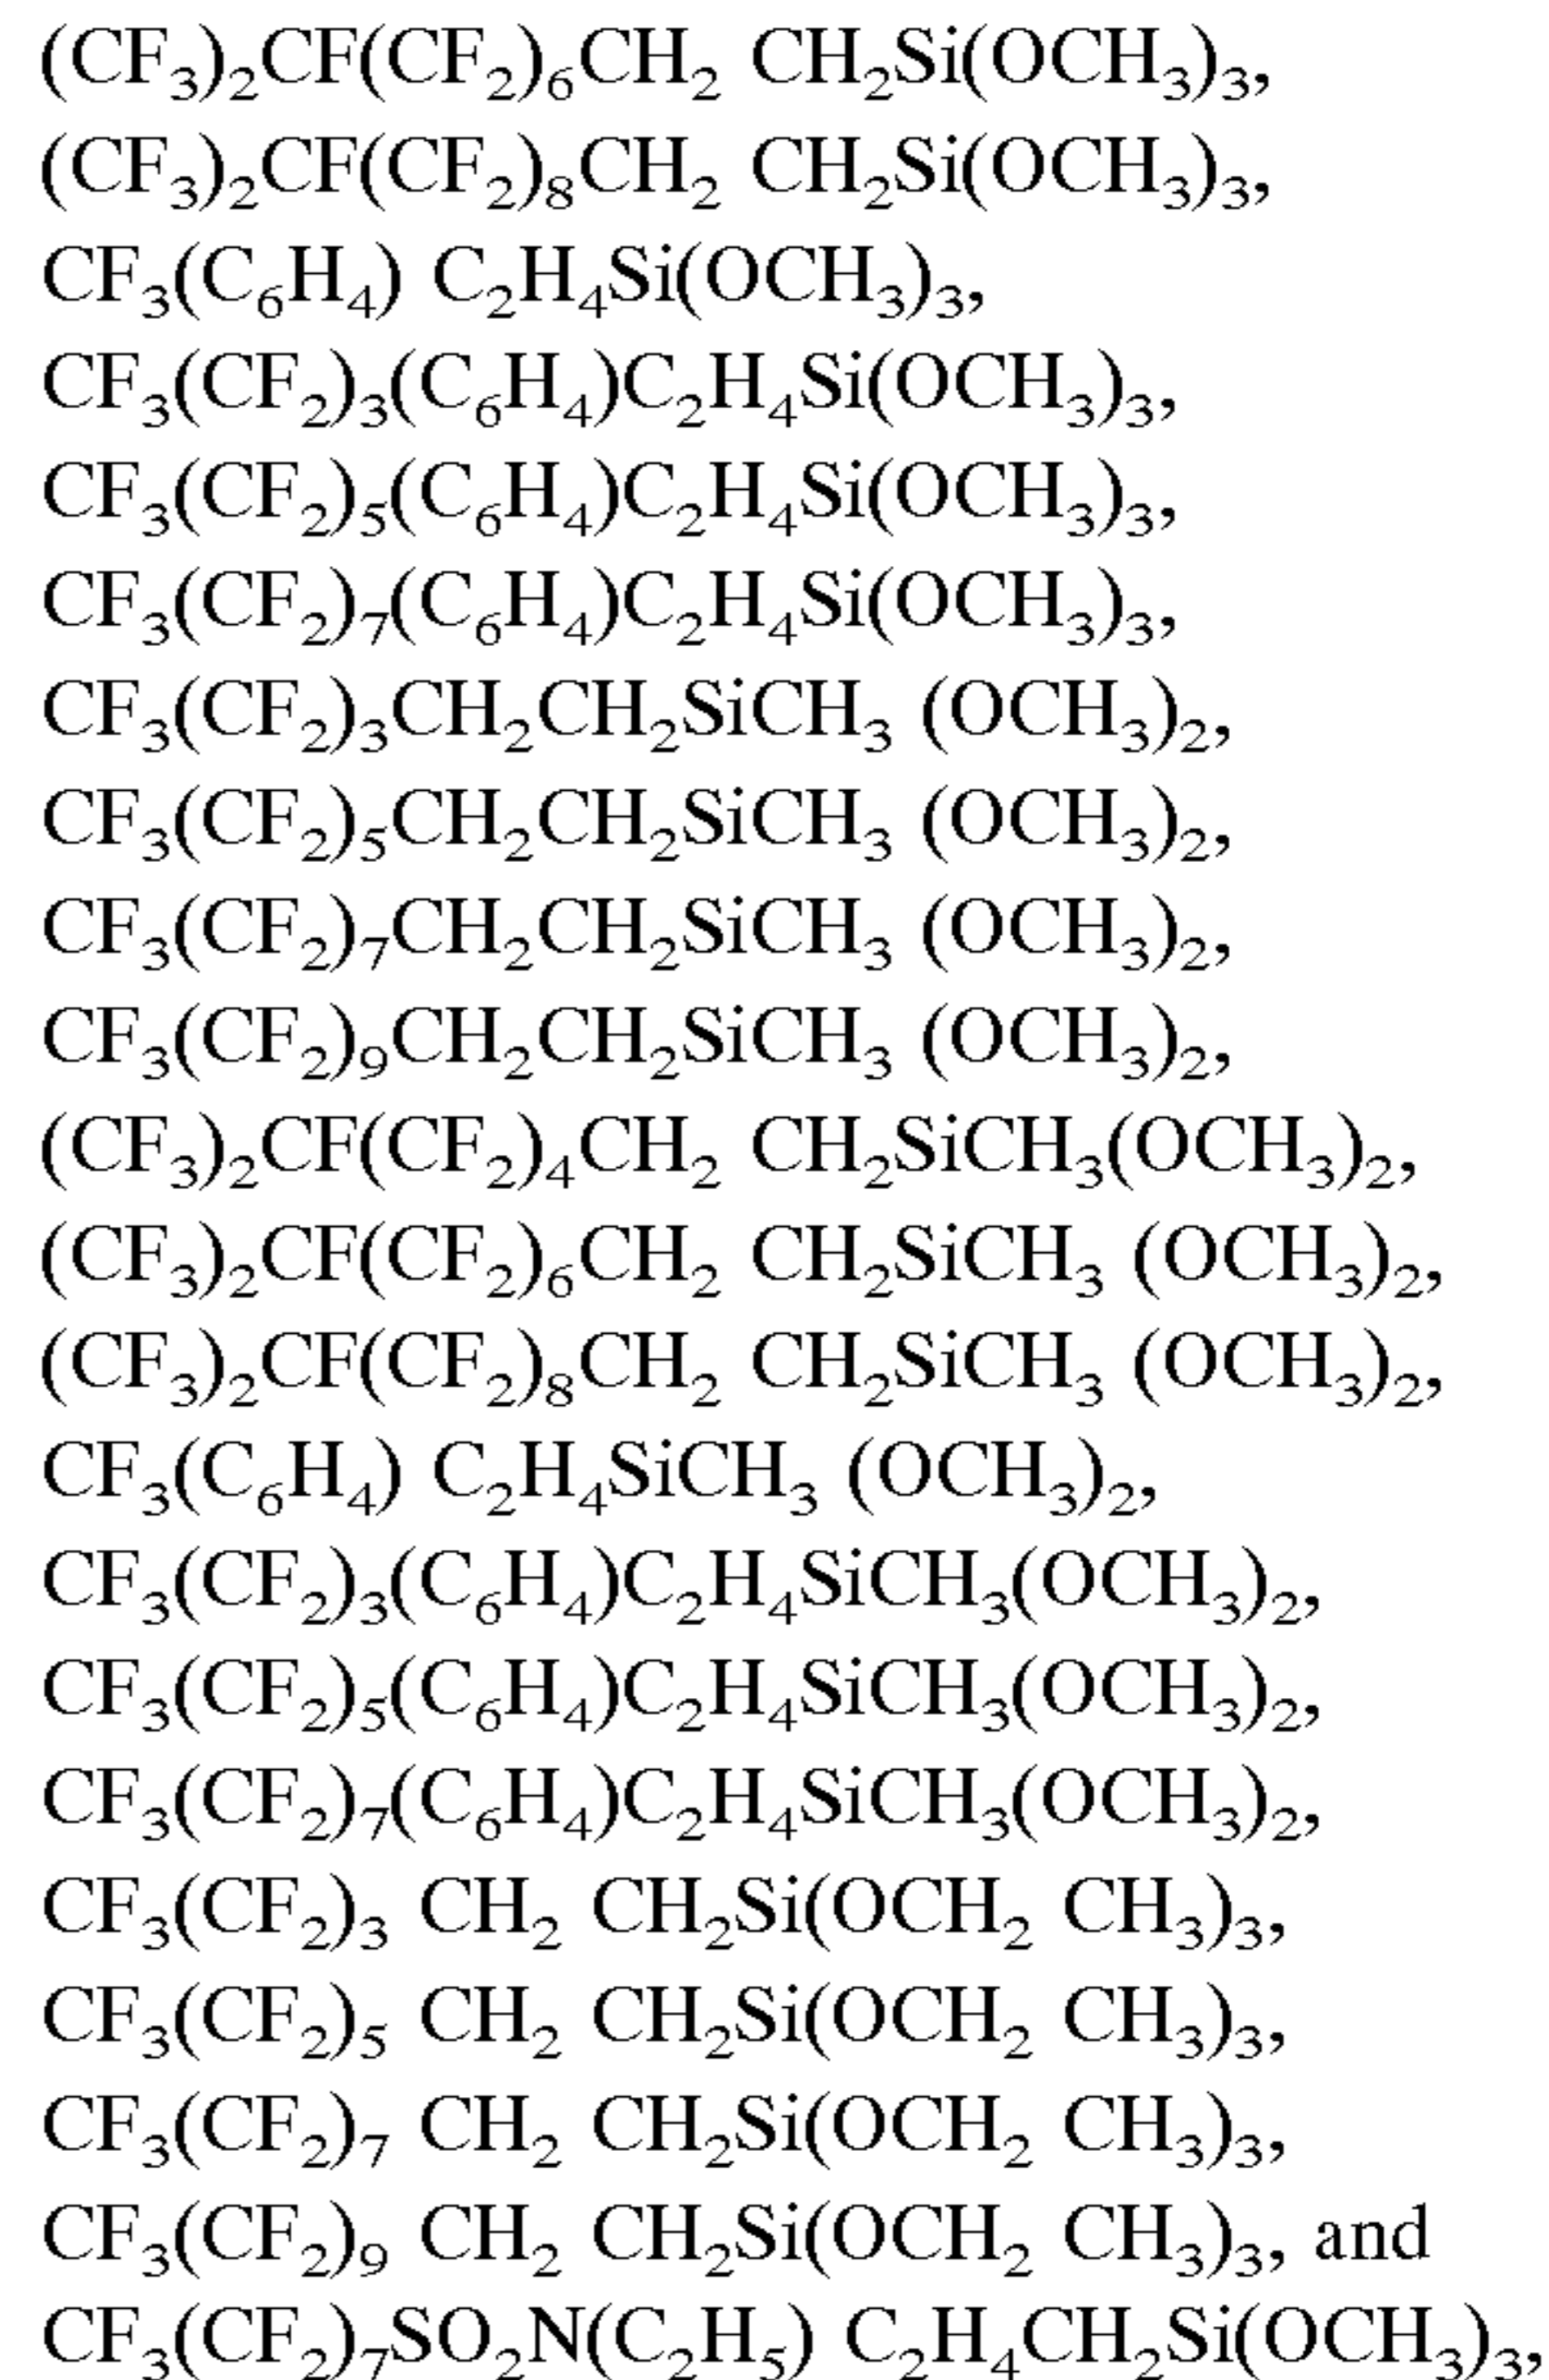 (CF₃)₂CF(CF₂)₆CH₂ CH₂Si(OCH₃)₃,
(CF₃)₂CF(CF₂)₈CH₂ CH₂Si(OCH₃)₃,
CF₃(C₆H₄) C₂H₄Si(OCH₃)₃,
CF₃(CF₂)₃(C₆H₄)C₂H₄Si(OCH₃)₃,
CF₃(CF₂)₅(C₆H₄)C₂H₄Si(OCH₃)₃,
CF₃(CF₂)₇(C₆H₄)C₂H₄Si(OCH₃)₃,
CF₃(CF₂)₃CH₂CH₂SiCH₃ (OCH₃)₂,
CF₃(CF₂)₅CH₂CH₂SiCH₃ (OCH₃)₂,
CF₃(CF₂)₇CH₂CH₂SiCH₃ (OCH₃)₂,
CF₃(CF₂)₉CH₂CH₂SiCH₃ (OCH₃)₂,
(CF₃)₂CF(CF₂)₄CH₂ CH₂SiCH₃(OCH₃)₂,
(CF₃)₂CF(CF₂)₆CH₂ CH₂SiCH₃ (OCH₃)₂,
(CF₃)₂CF(CF₂)₈CH₂ CH₂SiCH₃ (OCH₃)₂,
CF₃(C₆H₄) C₂H₄SiCH₃ (OCH₃)₂,
CF₃(CF₂)₃(C₆H₄)C₂H₄SiCH₃(OCH₃)₂,
CF₃(CF₂)₅(C₆H₄)C₂H₄SiCH₃(OCH₃)₂,
CF₃(CF₂)₇(C₆H₄)C₂H₄SiCH₃(OCH₃)₂,
CF₃(CF₂)₃ CH₂ CH₂Si(OCH₂ CH₃)₃,
CF₃(CF₂)₅ CH₂ CH₂Si(OCH₂ CH₃)₃,
CF₃(CF₂)₇ CH₂ CH₂Si(OCH₂ CH₃)₃,
CF₃(CF₂)₉ CH₂ CH₂Si(OCH₂ CH₃)₃, and
CF₃(CF₂)₇SO₂N(C₂H₅) C₂H₄CH₂Si(OCH₃)₃,